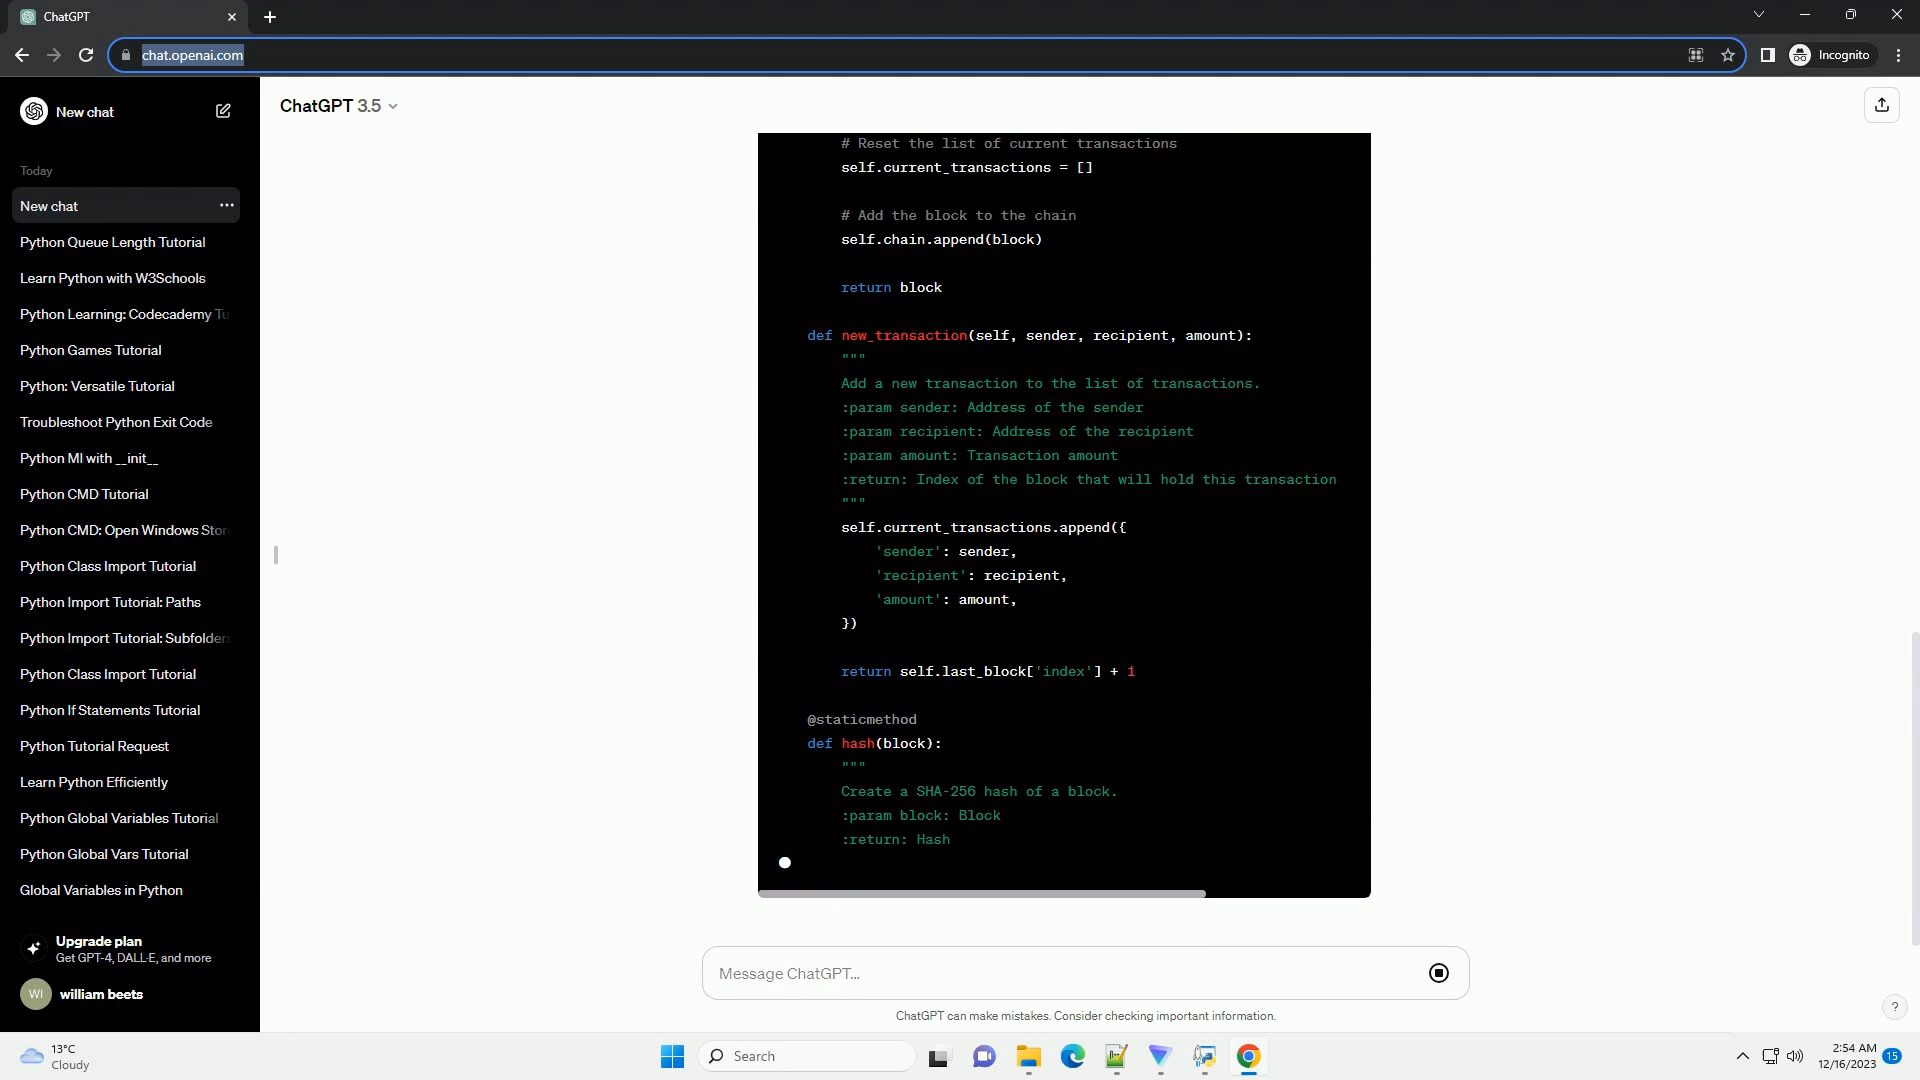 ChatGPT
chat.openai.com
Incognito
New chat
ChatGPT 3.5
Today
New chat
Python Queue Length Tutorial
Learn Python with W3Schools
Python Learning: Codecademy Tu
Python Games Tutorial
Python: Versatile Tutorial
Troubleshoot Python Exit Code
Python MI with __init__
Python CMD Tutorial
Python CMD: Open Windows Store
Python Class Import Tutorial
Python Import Tutorial: Paths
Python Import Tutorial: Subfolders
Python Class Import Tutorial
Python If Statements Tutorial
Python Tutorial Request
Learn Python Efficiently
Python Global Variables Tutorial
Python Global Vars Tutorial
Global Variables in Python
Upgrade plan
Get GPT-4, DALL·E, and more
WI
william beets
# Reset the list of current transactions
self.current_transactions = []
# Add the block to the chain
self.chain.append(block)
return block
def new_transaction(self, sender, recipient, amount):
"""
Add a new transaction to the list of transactions.
:param sender: Address of the sender
:param recipient: Address of the recipient
:param amount: Transaction amount
:return: Index of the block that will hold this transaction
"""
self.current_transactions.append({
'sender': sender,
'recipient': recipient,
'amount': amount,
})
return self.last_block['index'] + 1
@staticmethod
def hash(block):
"""
Create a SHA-256 hash of a block.
:param block: Block
:return: Hash
Message ChatGPT...
ChatGPT can make mistakes. Consider checking important information.
?
13°C
Cloudy
Search
2:54 AM
12/16/2023
15